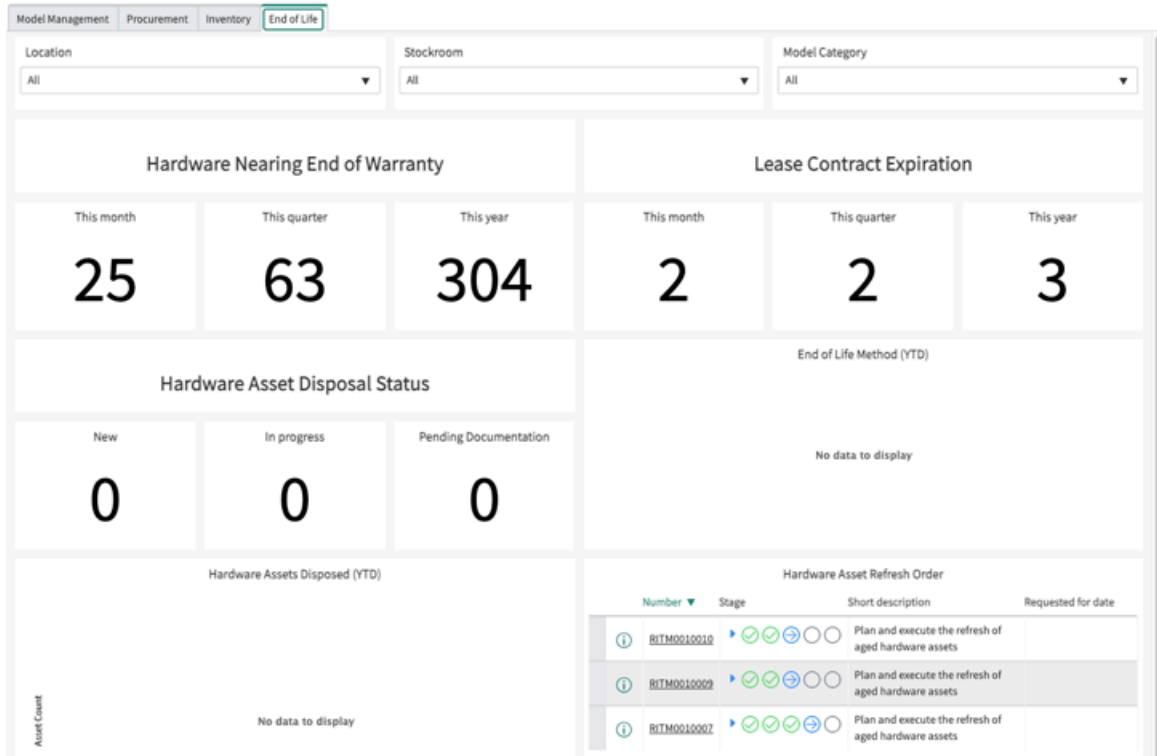 Model Management Procurement Inventory End of Life
Location Stockroom Model Category
All All All
Hardware Nearing End of Warranty
This month This quarter This year
25 63 304
Lease Contract Expiration
This month This quarter This year
2 2 3
Hardware Asset Disposal Status
New In progress Pending Documentation
0 0 0
End of Life Method (YTD)
No data to display
Hardware Assets Disposed (YTD)
Asset Count
No data to display
Hardware Asset Refresh Order
Number Stage Short description Requested for date
RITM0010010 Plan and execute the refresh of
aged hardware assets
RITM0010009 Plan and execute the refresh of
aged hardware assets
RITM0010007 Plan and execute the refresh of
aged hardware assets